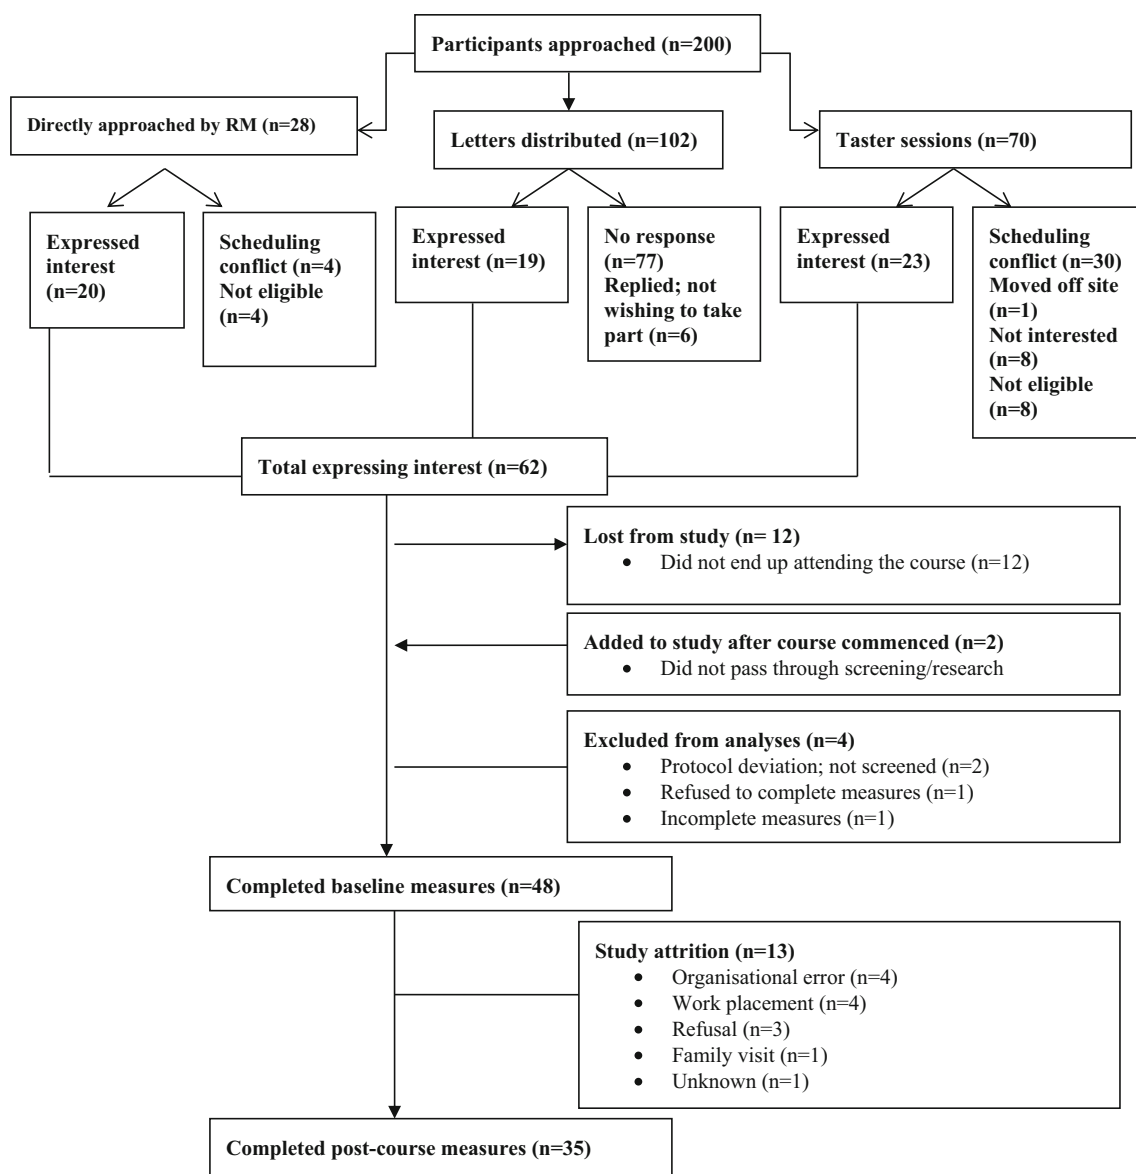 Participants approached (n=200)
Directly approached by RM (n=28)
Letters distributed (n=102)
Taster sessions (n=70)
Expressed
interest
(n=20)
Scheduling
conflict (n=4)
Not eligible
(n=4)
Expressed
interest (n=19)
No response
(n=77)
Replied; not
wishing to take
part (n=6)
Expressed
interest (n=23)
Scheduling
conflict (n=30)
Moved off site
(n=1)
Not interested
(n=8)
Not eligible
(n=8)
Total expressing interest (n=62)
Lost from study (n= 12)
• Did not end up attending the course (n=12)
Added to study after course commenced (n=2)
• Did not pass through screening/research
Excluded from analyses (n=4)
• Protocol deviation; not screened (n=2)
• Refused to complete measures (n=1)
• Incomplete measures (n=1)
Completed baseline measures (n=48)
Study attrition (n=13)
• Organisational error (n=4)
• Work placement (n=4)
• Refusal (n=3)
• Family visit (n=1)
• Unknown (n=1)
Completed post-course measures (n=35)